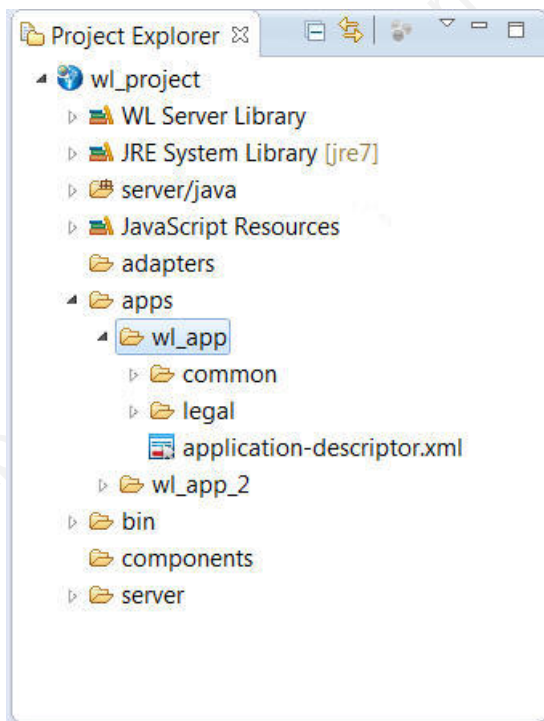 Project Explorer
wl_project
WL Server Library
JRE System Library [jre7]
server/java
JavaScript Resources
adapters
apps
wl_app
common
legal
application-descriptor.xml
wl_app_2
bin
components
server